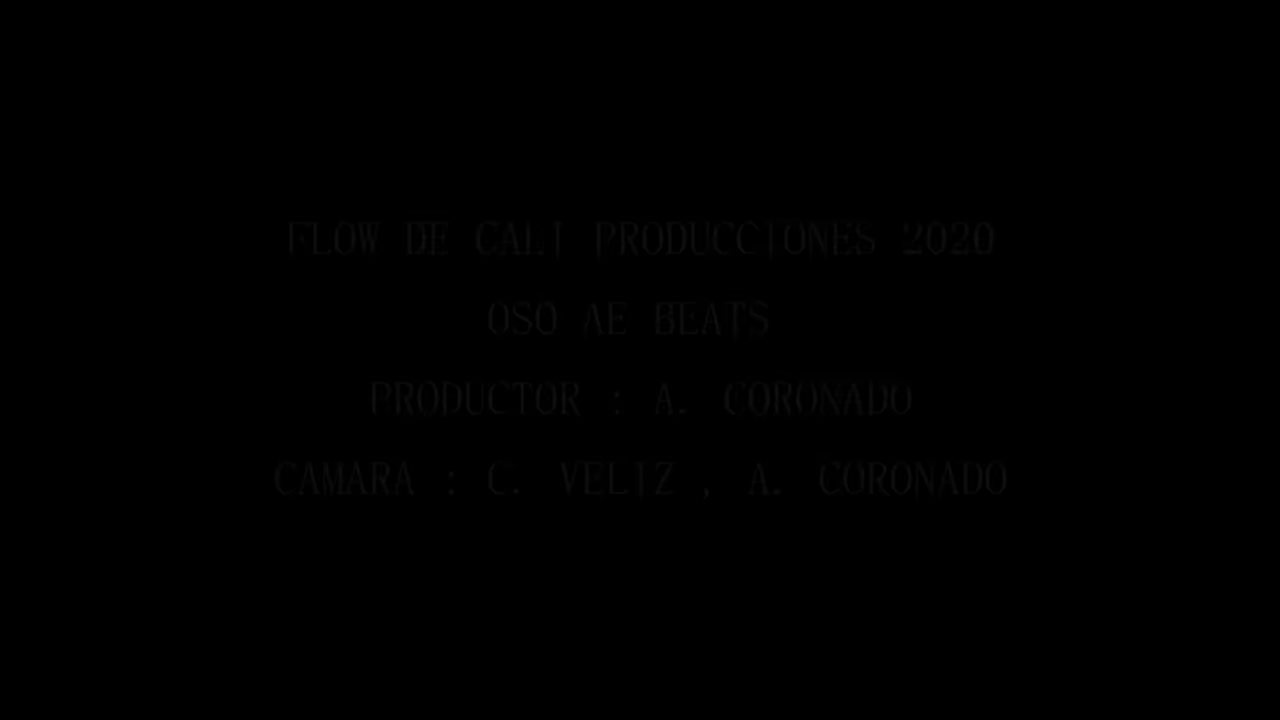 FLOW DE CALI PRODUCCIONES 2020
OSO AE BEATS
PRODUCTOR : A. CORONADO
CAMARA : C. VELIZ , A. CORONADO